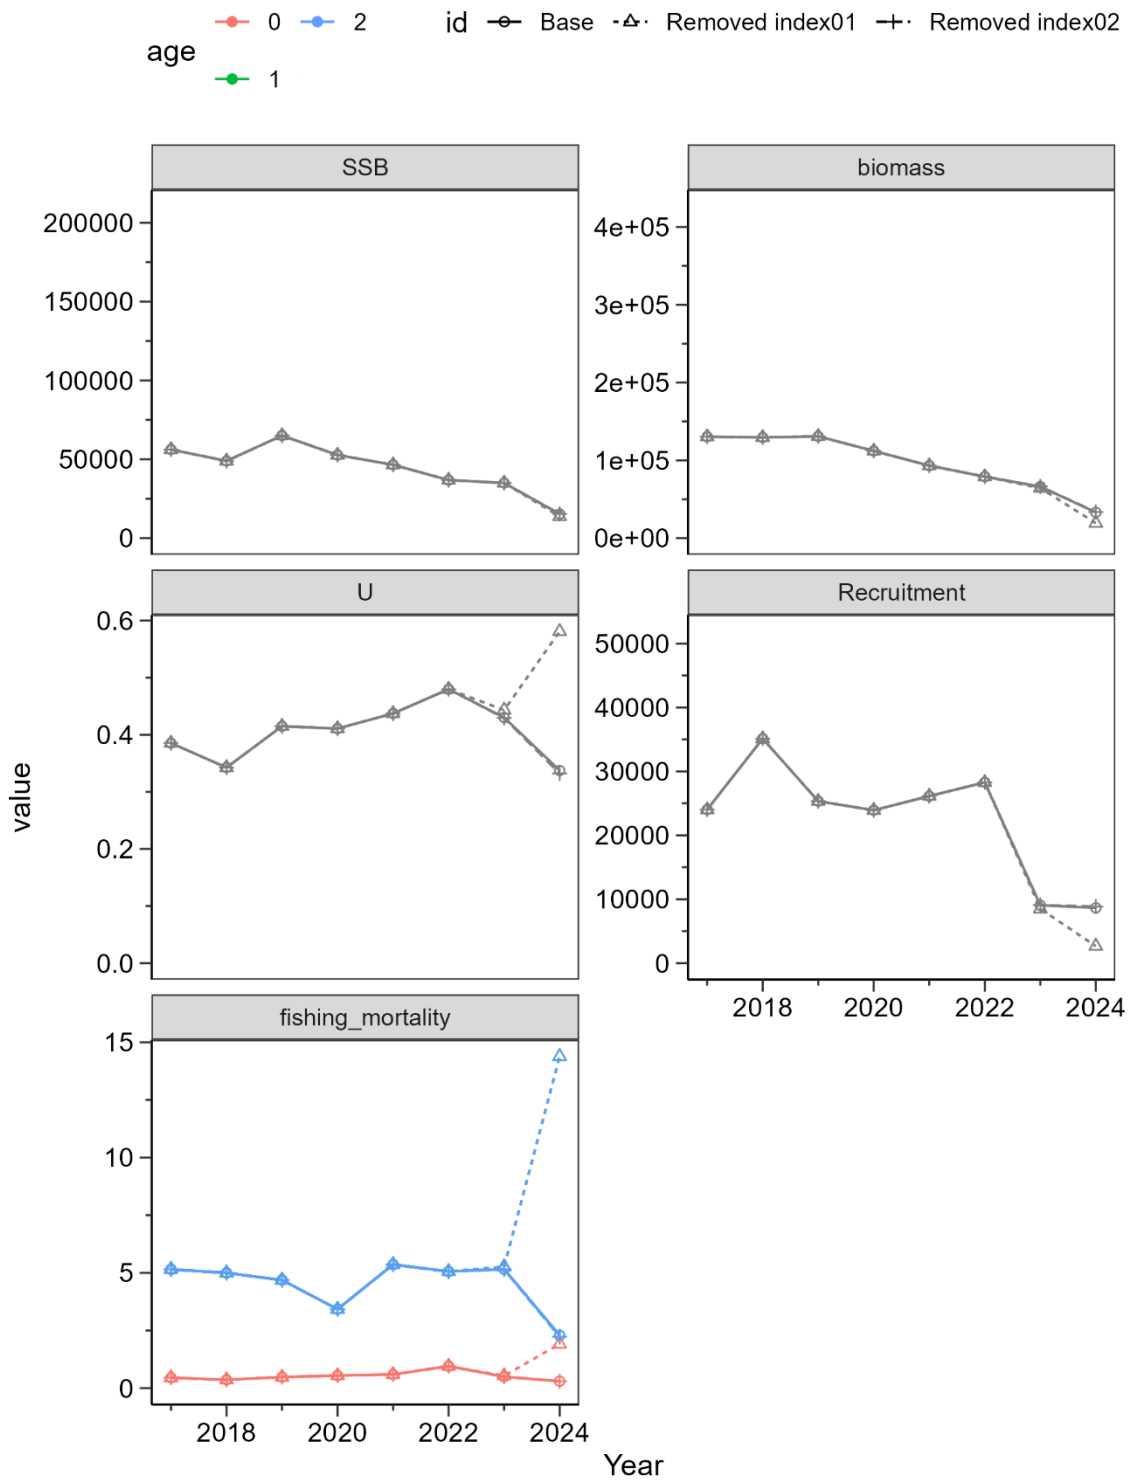 age
0 2
1
id Base Removed index01 Removed index02
SSB
200000
150000
100000
50000
0
biomass
4e+05
3e+05
2e+05
1e+05
0e+00
U
0.6
0.4
0.2
0.0
Recruitment
50000
40000
30000
20000
10000
0
2018 2020 2022 2024
fishing_mortality
15
10
5
0
2018 2020 2022 2024
value
Year